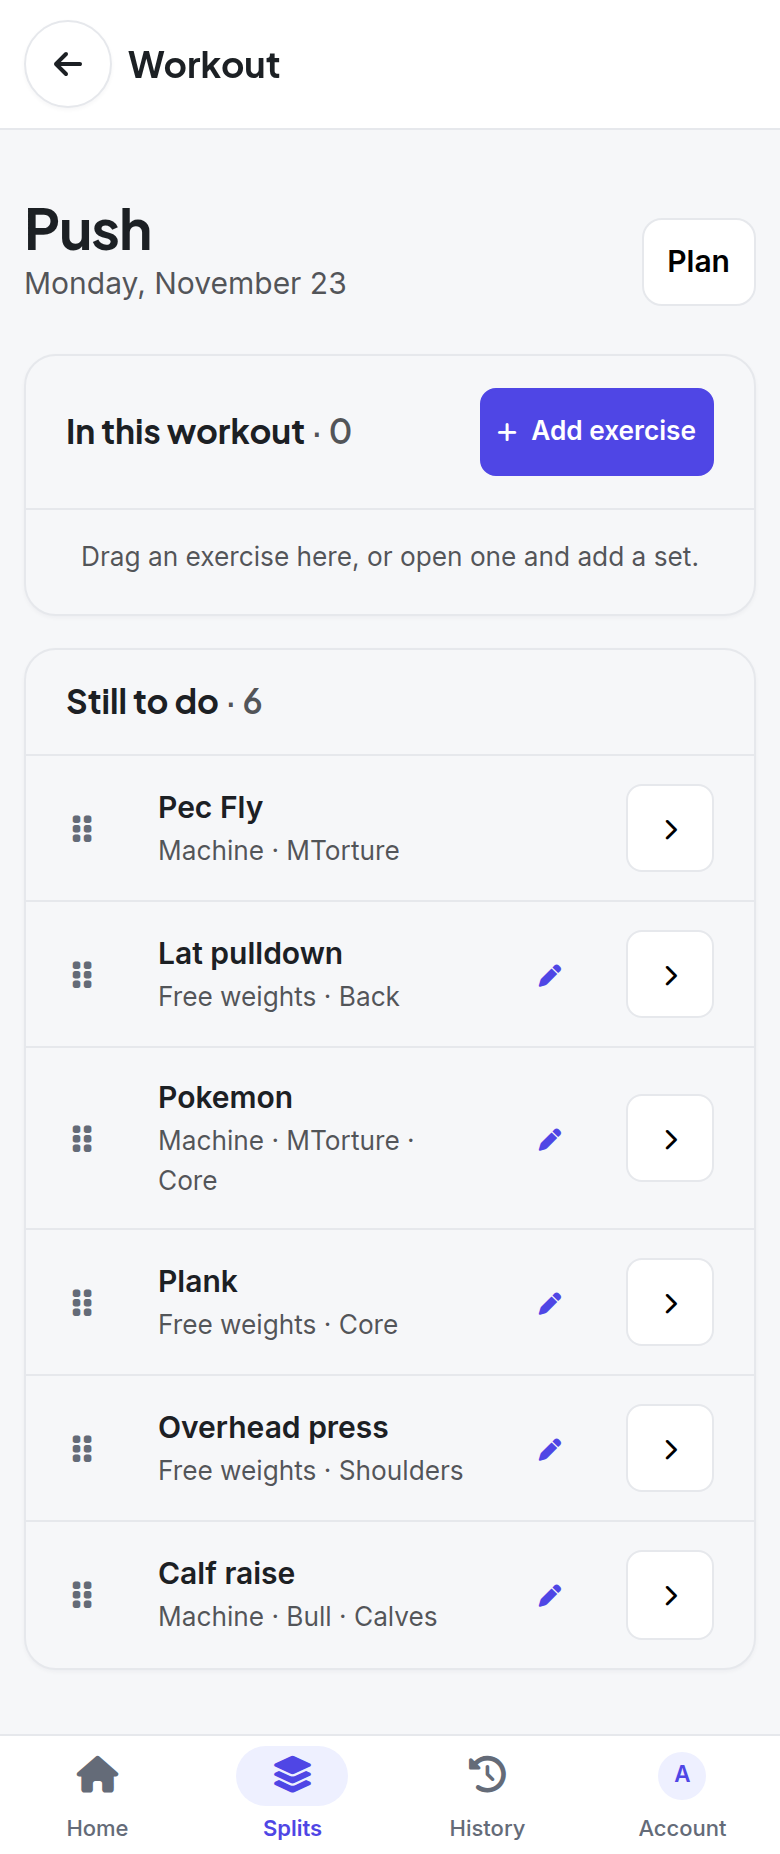 Workout
Push
Monday, November 23
Plan
In this workout · 0
+ Add exercise
Drag an exercise here, or open one and add a set.
Still to do · 6
Pec Fly
Machine · MTorture
Lat pulldown
Free weights · Back
Pokemon
Machine · MTorture ·
Core
Plank
Free weights · Core
Overhead press
Free weights · Shoulders
Calf raise
Machine · Bull · Calves
A
Home
Splits
History
Account